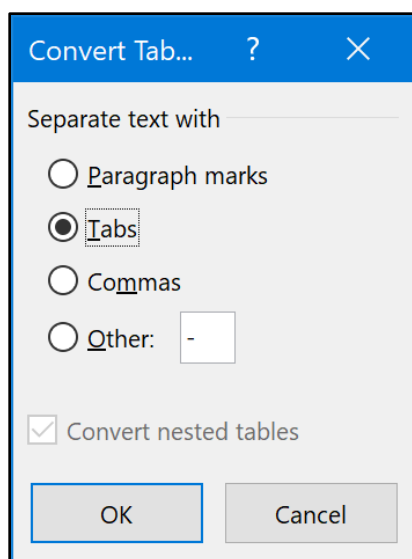 Convert Tab... ?
Separate text with
Paragraph marks
Tabs
Commas
Other: -
Convert nested tables
OK Cancel